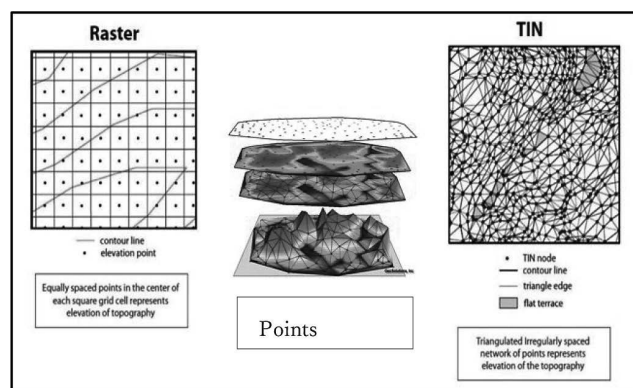 Raster
contour line
elevation point
Equally spaced points in the center of
each square grid cell represents
elevation of topography
Points
TIN
TIN node
contour line
triangle edge
flat terrace
Triangulated Irregularly spaced
network of points represents
elevation of the topography